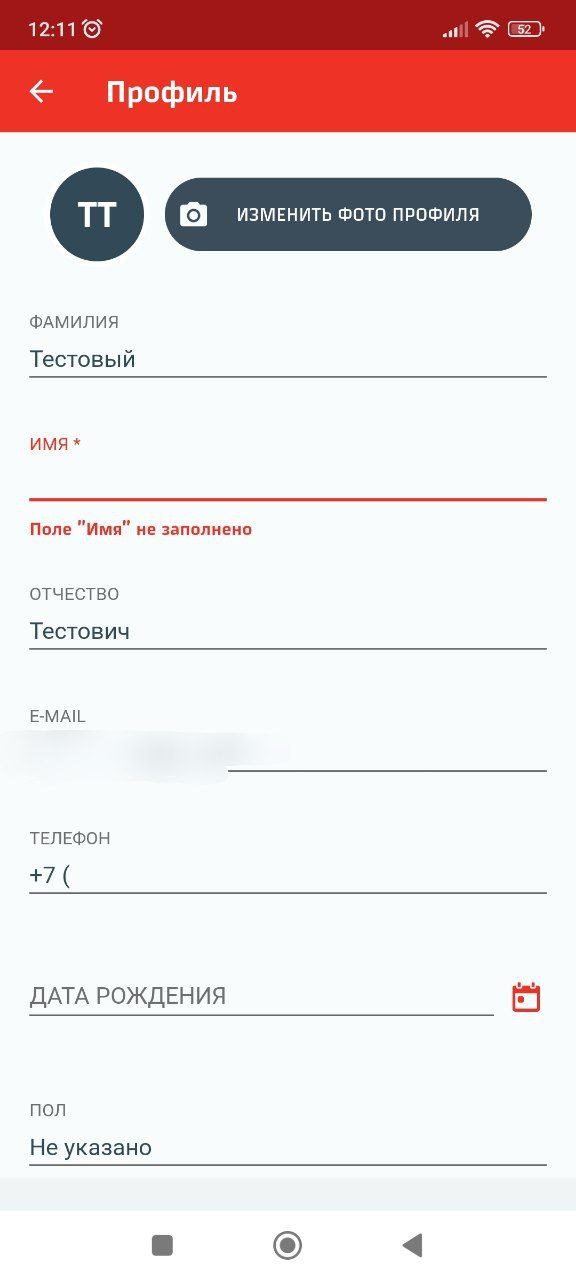 12:11
52
Профиль
ТТ
ИЗМЕНИТЬ ФОТО ПРОФИЛЯ
ФАМИЛИЯ
Тестовый
ИМЯ *
Поле "Имя" не заполнено
ОТЧЕСТВО
Тестович
E-MAIL
ТЕЛЕФОН
+7 (
ДАТА РОЖДЕНИЯ
ПОЛ
Не указано